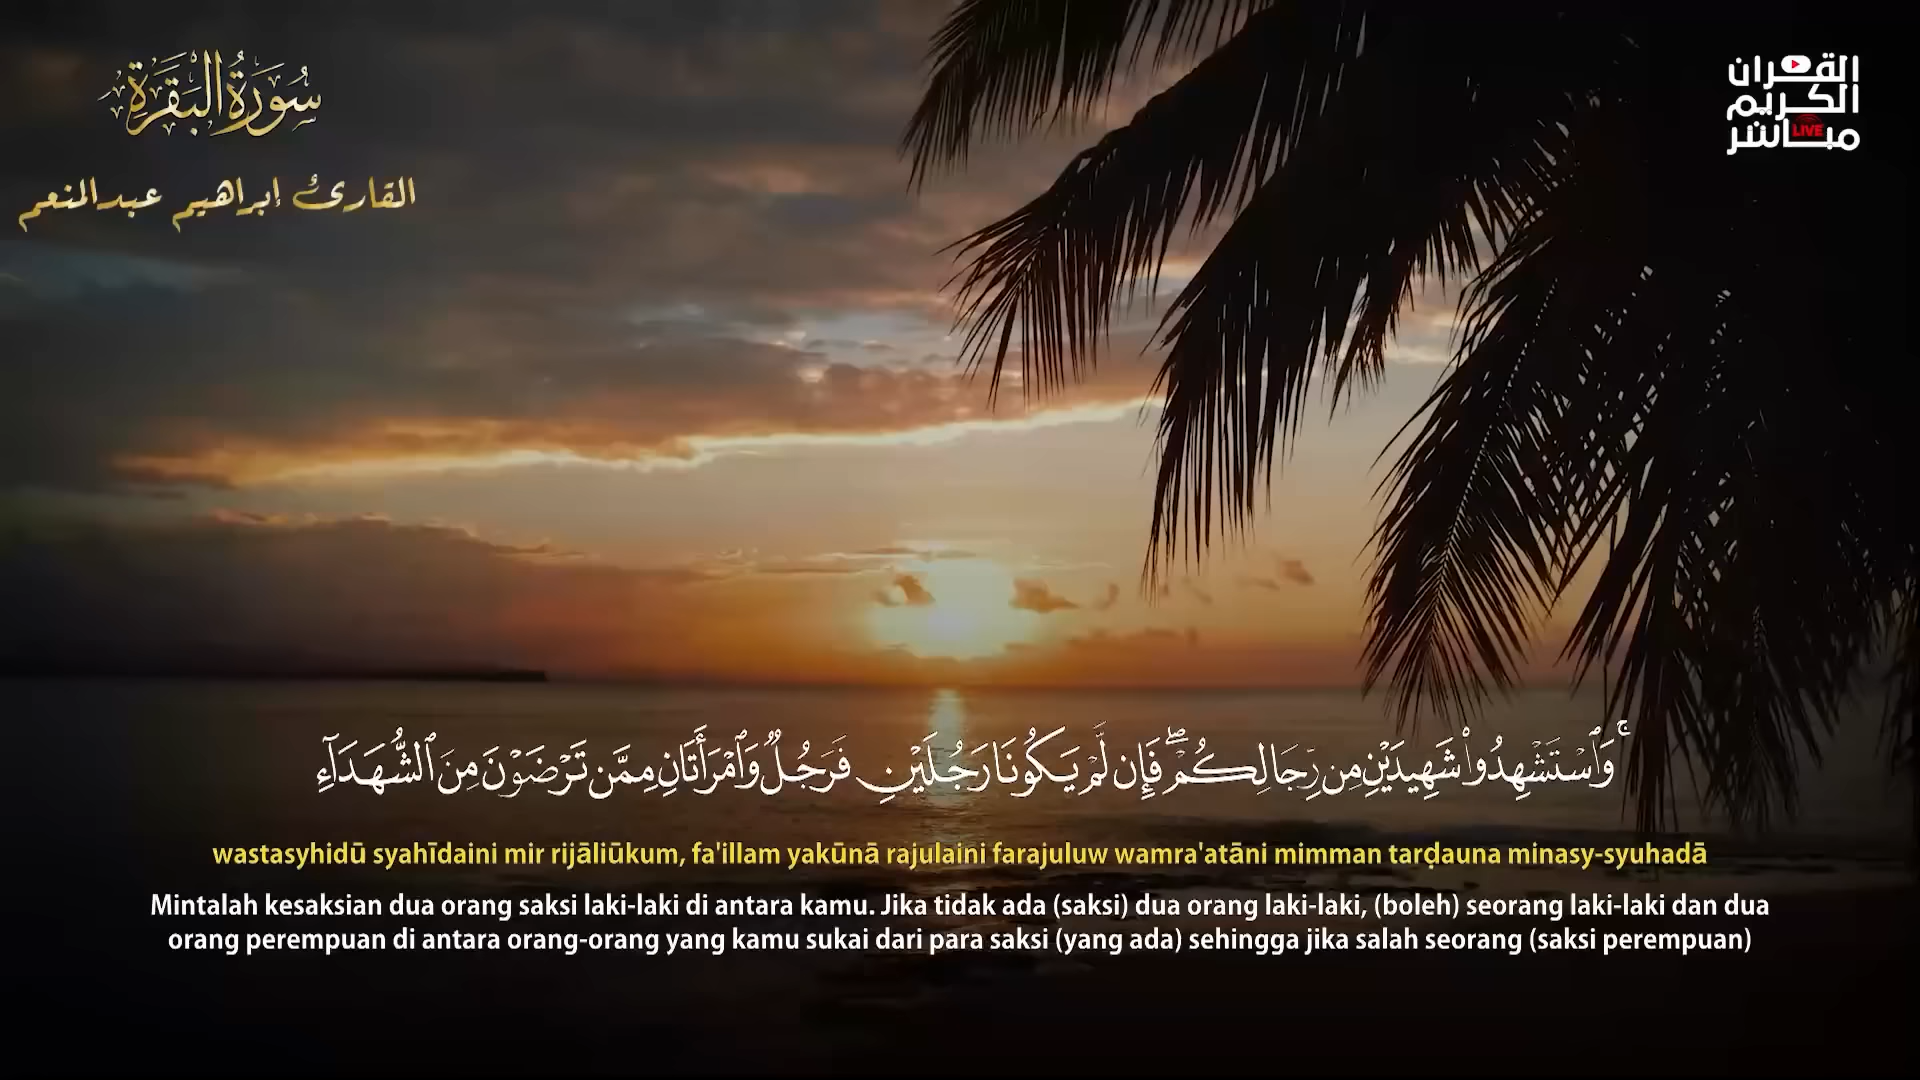 سُورَةُ الْبَقَرَةِ
القارئ إبراهيم عبدالمنعم
القرآن
الكريم
مباشر
LIVE
وَٱسْتَشْهِدُوا۟ شَهِيدَيْنِ مِن رِّجَالِكُمْ ۖ فَإِن لَّمْ يَكُونَا رَجُلَيْنِ فَرَجُلٌ وَٱمْرَأَتَانِ مِمَّن تَرْضَوْنَ مِنَ ٱلشُّهَدَآءِ
wastasyhidū syahīdaini mir rijāliūkum, fa'illam yakūnā rajulaini farajuluw wamra'atāni mimman tarḍauna minasy-syuhadā
Mintalah kesaksian dua orang saksi laki-laki di antara kamu. Jika tidak ada (saksi) dua orang laki-laki, (boleh) seorang laki-laki dan dua
orang perempuan di antara orang-orang yang kamu sukai dari para saksi (yang ada) sehingga jika salah seorang (saksi perempuan)